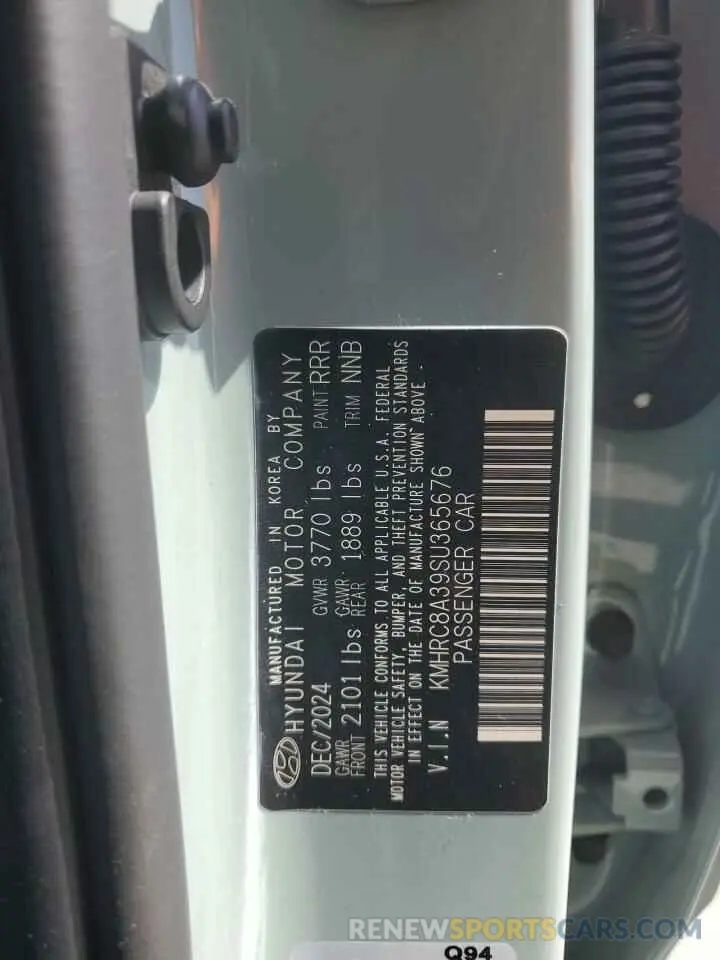 MANUFACTURED IN KOREA BY
HYUNDAI MOTOR COMPANY
DEC/2024 GVWR 3770 lbs PAINT RRR
GAWR FRONT 2101 lbs GAWR REAR 1889 lbs TRIM NNB
THIS VEHICLE CONFORMS TO ALL APPLICABLE U.S.A. FEDERAL
MOTOR VEHICLE SAFETY, BUMPER, AND THEFT PREVENTION STANDARDS
IN EFFECT ON THE DATE OF MANUFACTURE SHOWN ABOVE .
V.I.N KMHRC8A39SU365676
PASSENGER CAR
RENEWSPORTSCARS.COM
Q94